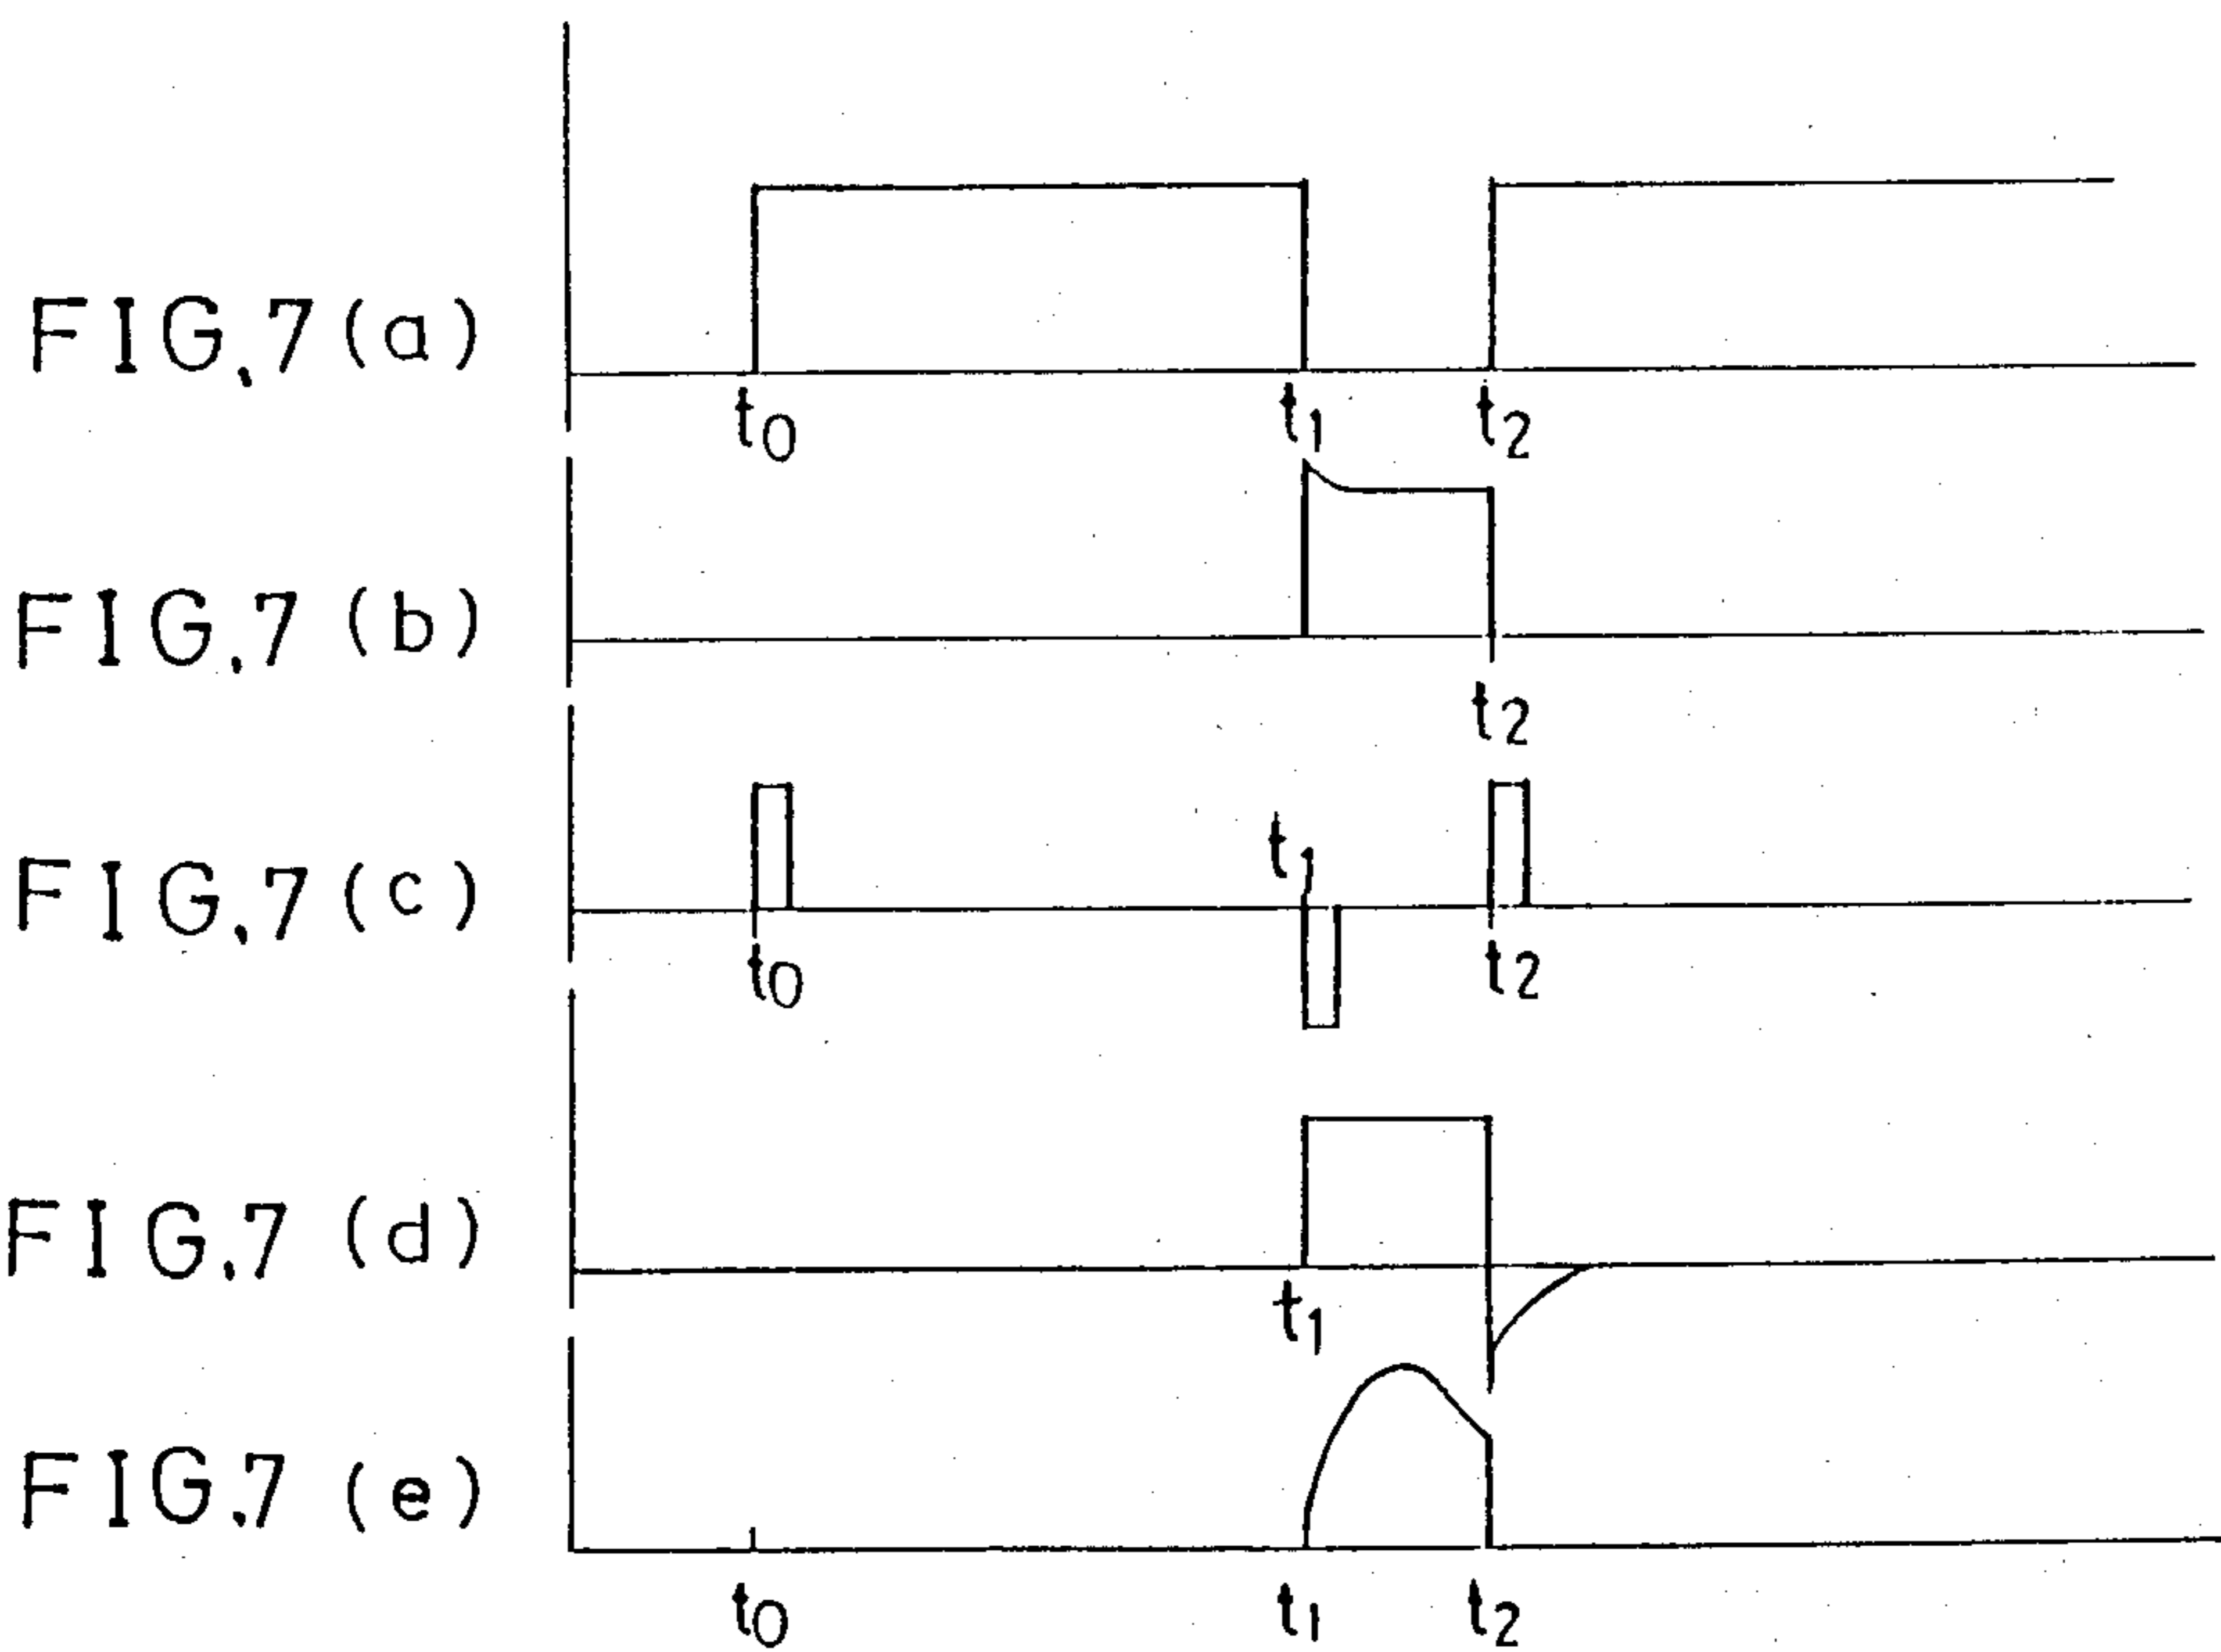 FIG.7(a)
t0 t1 t2
FIG.7(b)
t2
FIG.7(c)
t1
t0 t2
FIG.7(d)
t1
FIG.7(e)
t0 t1 t2